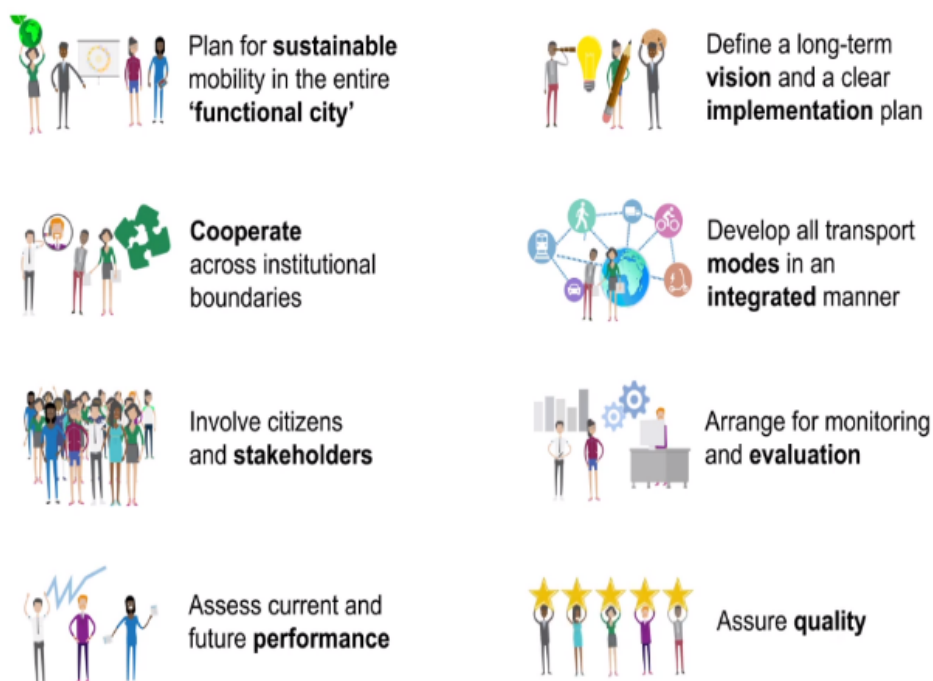 Plan for sustainable
mobility in the entire
‘functional city’
Cooperate
across institutional
boundaries
Involve citizens
and stakeholders
Assess current and
future performance
Define a long-term
vision and a clear
implementation plan
Develop all transport
modes in an
integrated manner
Arrange for monitoring
and evaluation
Assure quality